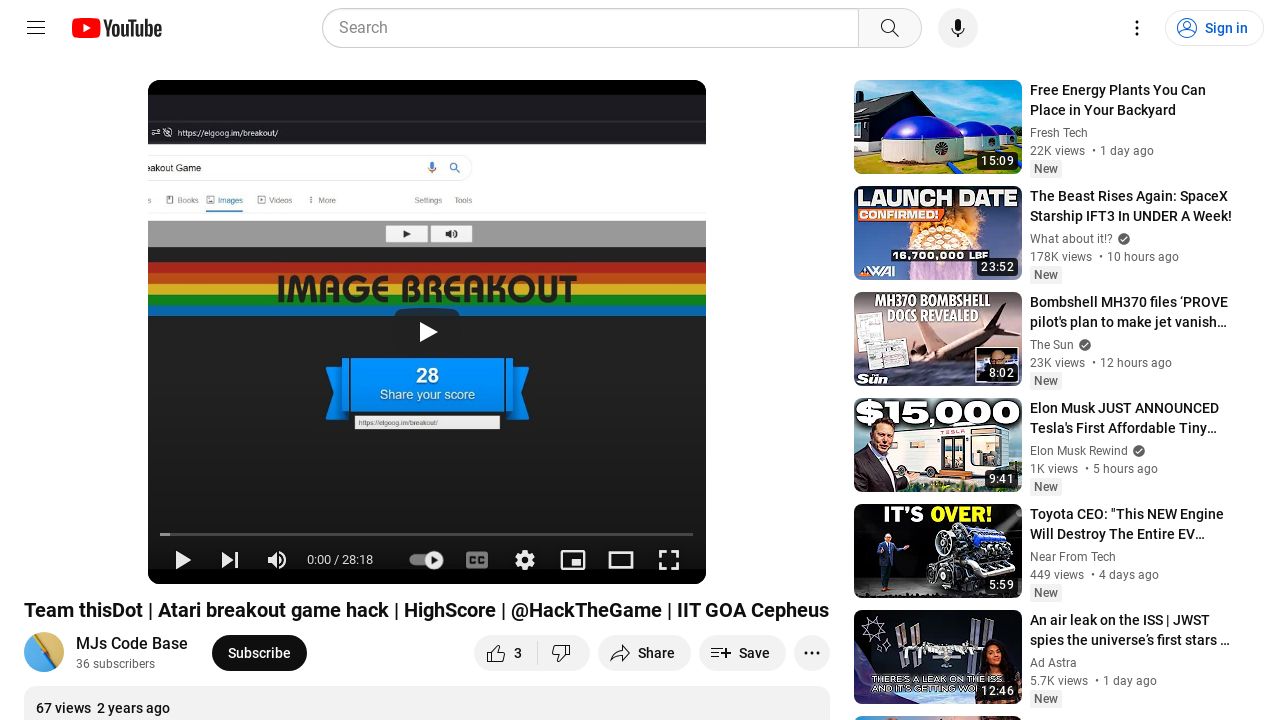 YouTube
Search
Sign in
https://elgoog.im/breakout/
eakout Game
s
Books
Images
Videos
More
Settings
Tools
IMAGE BREAKOUT
28
Share your score
https://elgoog.im/breakout/
0:00 / 28:18
CC
Team thisDot | Atari breakout game hack | HighScore | @HackTheGame | IIT GOA Cepheus
MJs Code Base
36 subscribers
Subscribe
3
Share
Save
67 views 2 years ago
15:09
Free Energy Plants You Can
Place in Your Backyard
Fresh Tech
22K views • 1 day ago
New
LAUNCH DATE
CONFIRMED!
16,700,000 LBF
WAI
23:52
The Beast Rises Again: SpaceX
Starship IFT3 In UNDER A Week!
What about it!?
178K views • 10 hours ago
New
MH370 BOMBSHELL
DOCS REVEALED
THE Sun
8:02
Bombshell MH370 files ‘PROVE
pilot's plan to make jet vanish…
The Sun
23K views • 12 hours ago
New
$15,000
TESLA
9:41
Elon Musk JUST ANNOUNCED
Tesla's First Affordable Tiny…
Elon Musk Rewind
1K views • 5 hours ago
New
IT'S OVER!
5:59
Toyota CEO: "This NEW Engine
Will Destroy The Entire EV…
Near From Tech
449 views • 4 days ago
New
THERE'S A LEAK ON THE ISS
AND IT'S GETTING WO
12:46
An air leak on the ISS | JWST
spies the universe’s first stars …
Ad Astra
5.7K views • 1 day ago
New